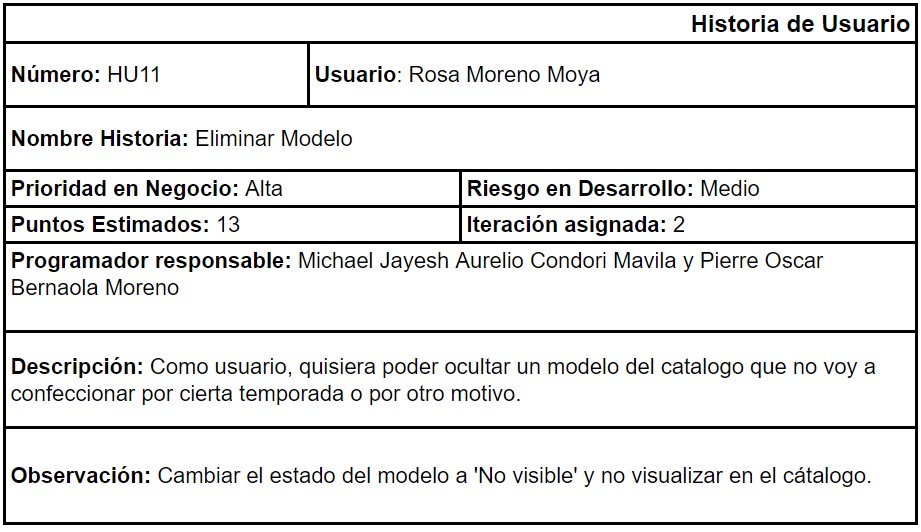 Historia de Usuario
Número: HU11
Usuario: Rosa Moreno Moya
Nombre Historia: Eliminar Modelo
Prioridad en Negocio: Alta
Riesgo en Desarrollo: Medio
Puntos Estimados: 13
Iteración asignada: 2
Programador responsable: Michael Jayesh Aurelio Condori Mavila y Pierre Oscar
Bernaola Moreno
Descripción: Como usuario, quisiera poder ocultar un modelo del catalogo que no voy a
confeccionar por cierta temporada o por otro motivo.
Observación: Cambiar el estado del modelo a 'No visible' y no visualizar en el cátalogo.